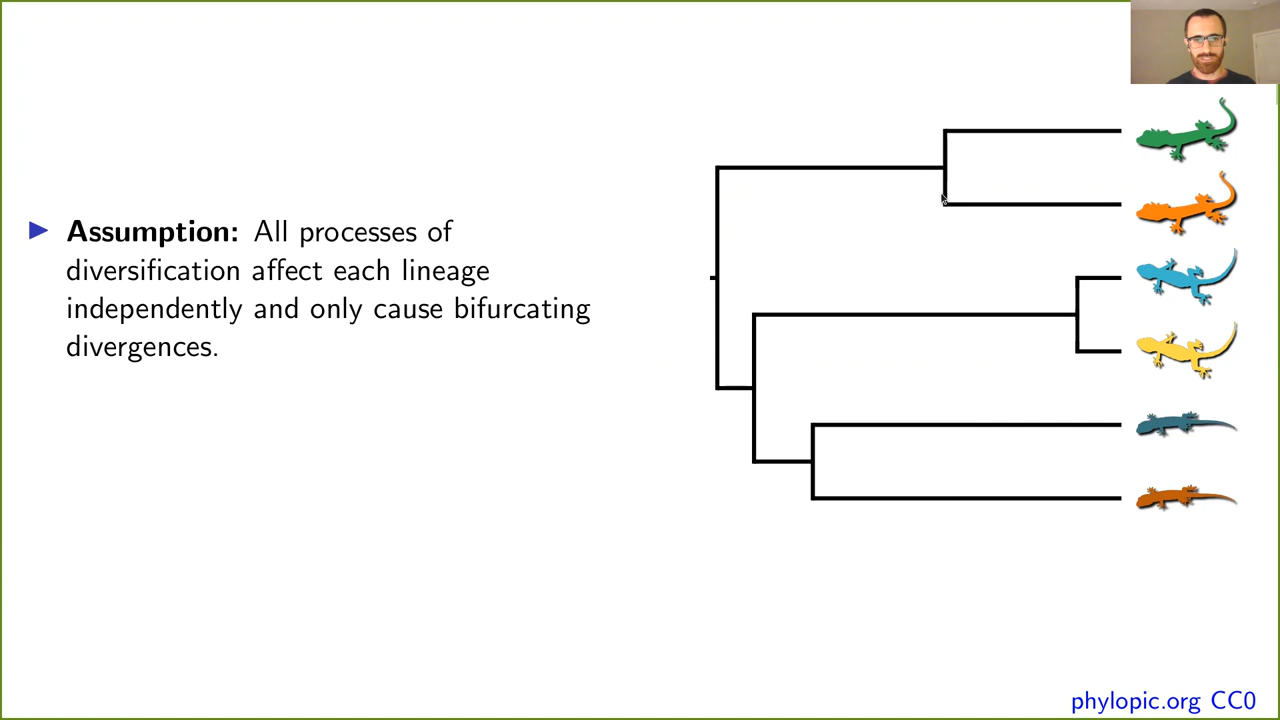 ► Assumption: All processes of
diversification affect each lineage
independently and only cause bifurcating
divergences.
phylopic.org CC0